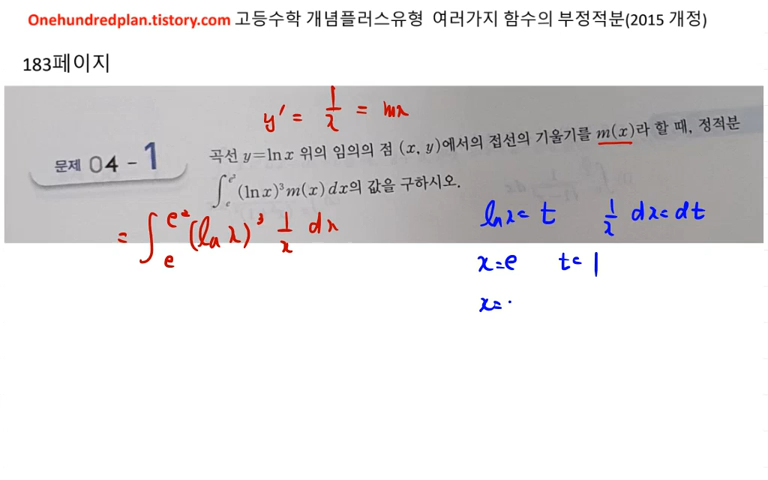 Onehundredplan.tistory.com 고등수학 개념플러스유형 여러가지 함수의 부정적분(2015 개정)
183페이지
y' = 1/x = mx
문제 04-1 곡선 y=ln x 위의 임의의 점 (x, y)에서의 접선의 기울기를 m(x)라 할 때, 정적분
∫_e^{e²} (ln x)³ m(x) dx의 값을 구하시오.
= ∫_e^{e²} (ln x)³ 1/x dx
ln x = t 1/x dx = dt
x = e t = 1
x =